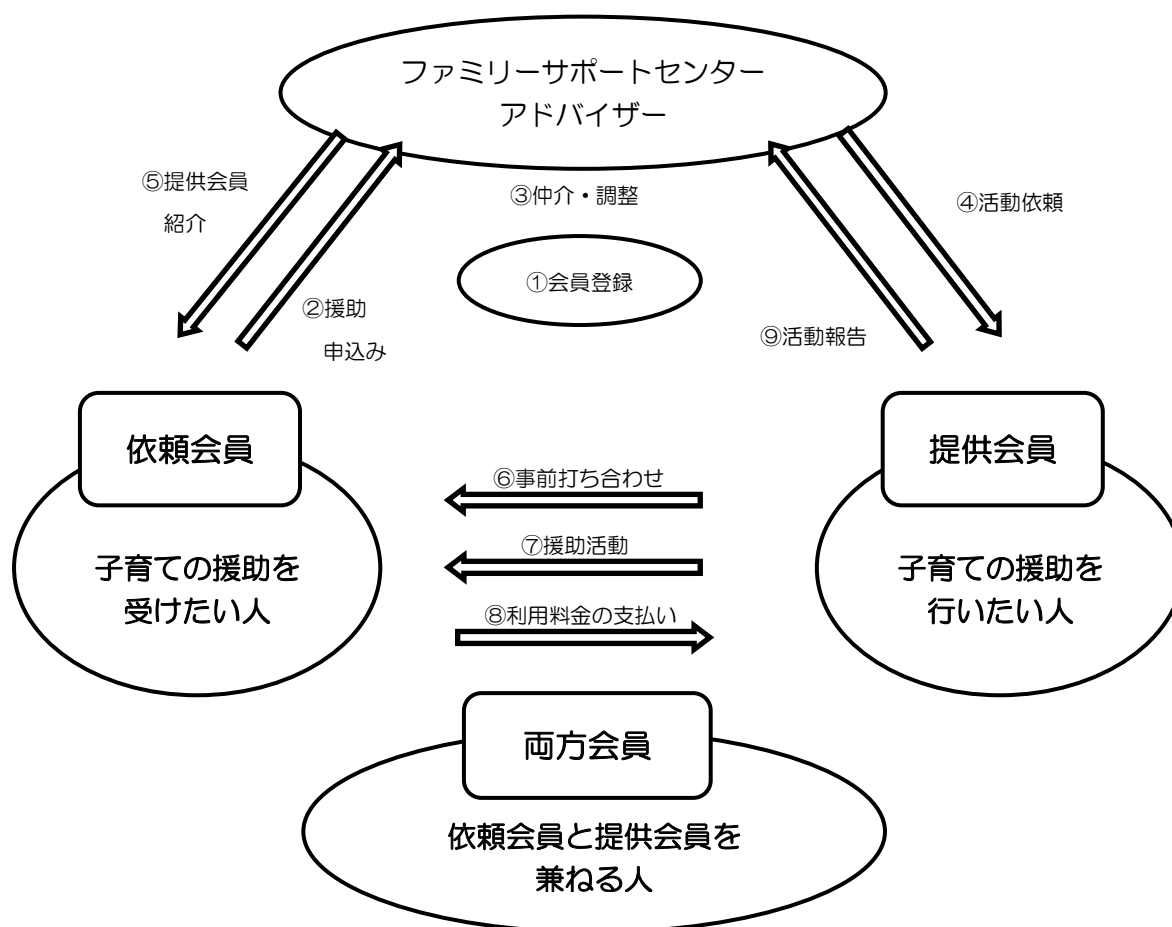 ファミリーサポートセンター
アドバイザー
⑤提供会員
紹介
③仲介・調整
④活動依頼
①会員登録
②援助
申込み
⑨活動報告
依頼会員
子育ての援助を
受けたい人
⑥事前打ち合わせ
⑦援助活動
⑧利用料金の支払い
提供会員
子育ての援助を
行いたい人
両方会員
依頼会員と提供会員を
兼ねる人